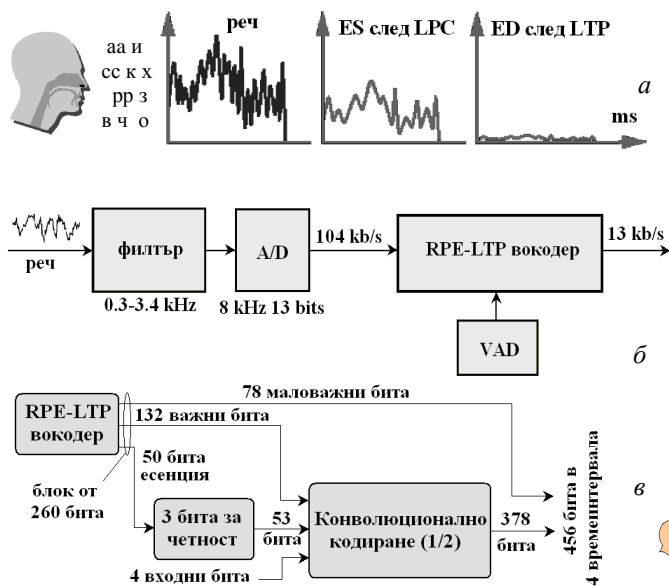 реч
ES след LPC
ED след LTP
аа и
сс к х
рр з
в ч о
а
ms
реч
филтър
0.3-3.4 kHz
A/D
8 kHz 13 bits
104 kb/s
RPE-LTP вокодер
13 kb/s
VAD
б
RPE-LTP
вокодер
78 маловажни бита
132 важни бита
50 бита
есенция
блок от
260 бита
3 бита за
четност
53
бита
4 входни бита
Конволюционално
кодиране (1/2)
378
бита
456 бита в
4 времеинтервала
в